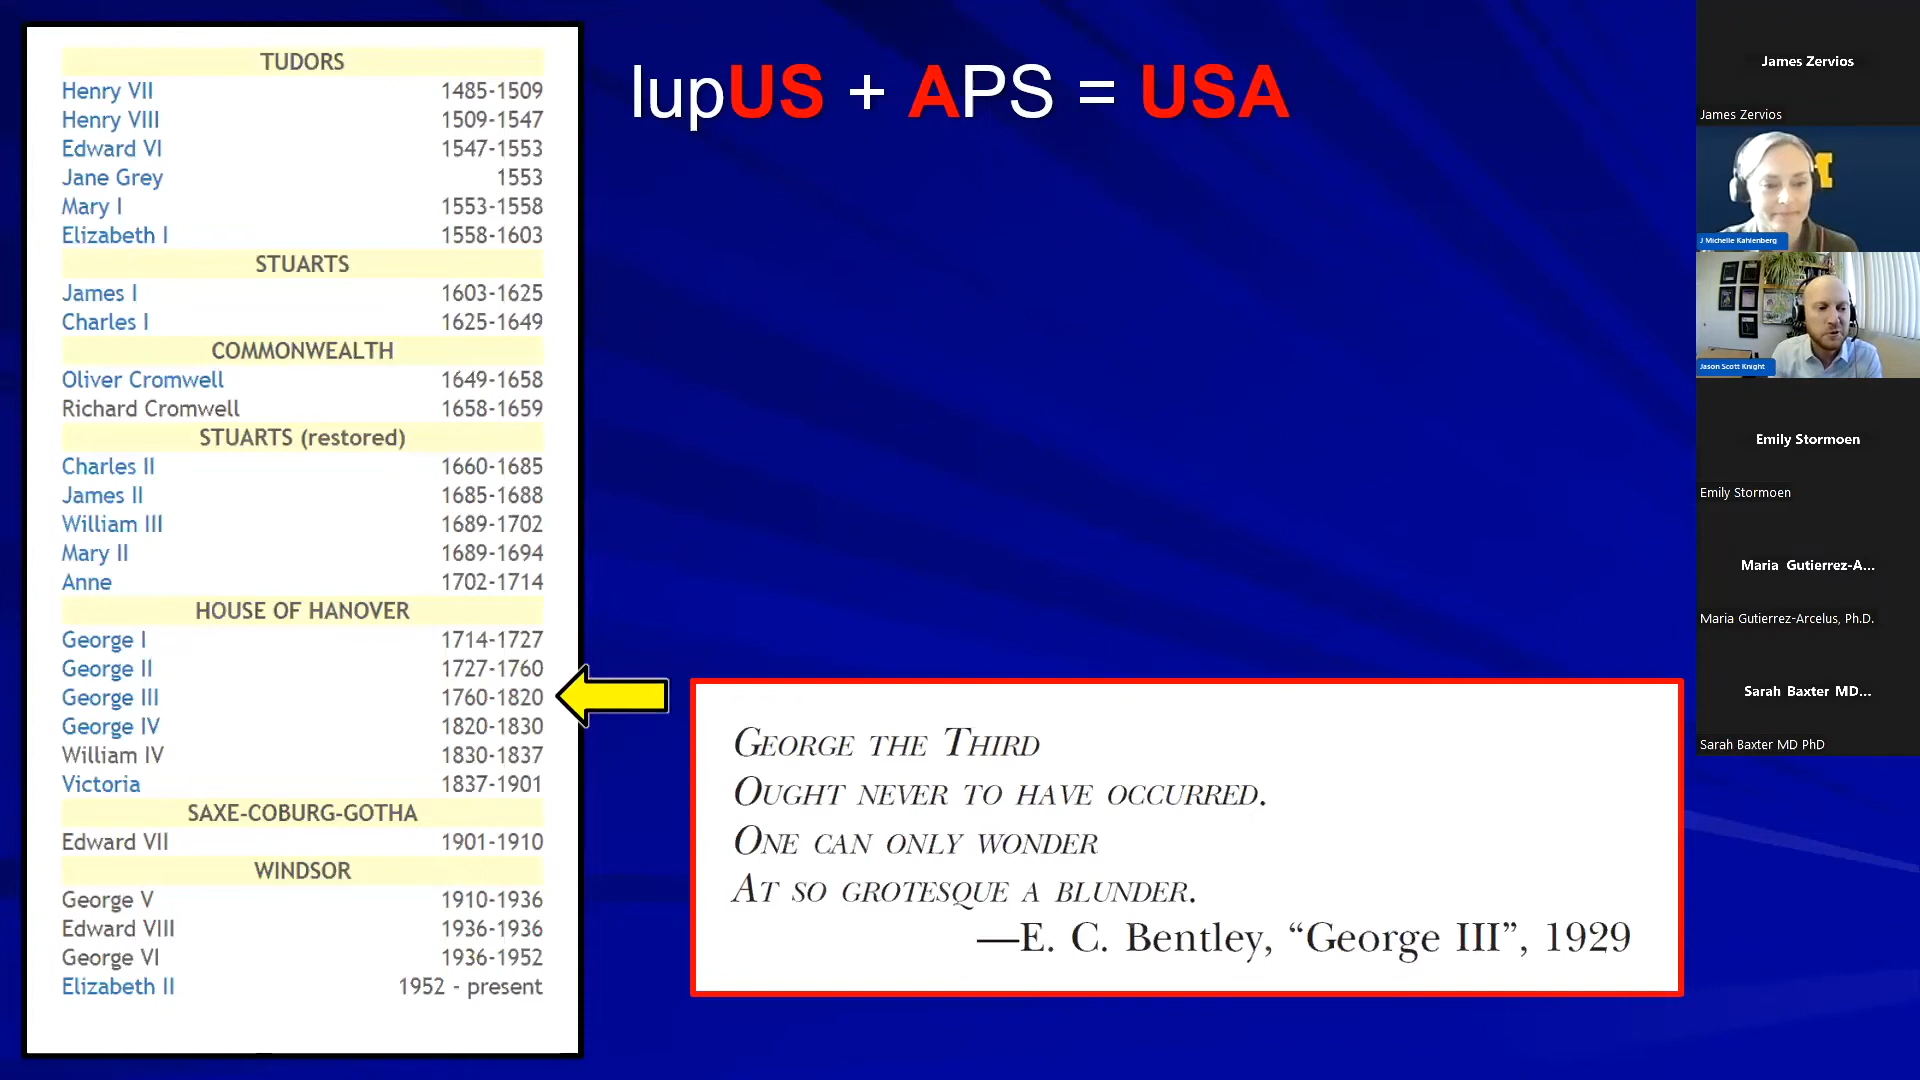 TUDORS
Henry VII 1485-1509
Henry VIII 1509-1547
Edward VI 1547-1553
Jane Grey 1553
Mary I 1553-1558
Elizabeth I 1558-1603
STUARTS
James I 1603-1625
Charles I 1625-1649
COMMONWEALTH
Oliver Cromwell 1649-1658
Richard Cromwell 1658-1659
STUARTS (restored)
Charles II 1660-1685
James II 1685-1688
William III 1689-1702
Mary II 1689-1694
Anne 1702-1714
HOUSE OF HANOVER
George I 1714-1727
George II 1727-1760
George III 1760-1820
George IV 1820-1830
William IV 1830-1837
Victoria 1837-1901
SAXE-COBURG-GOTHA
Edward VII 1901-1910
WINDSOR
George V 1910-1936
Edward VIII 1936-1936
George VI 1936-1952
Elizabeth II 1952 - present
lupUS + APS = USA
GEORGE THE THIRD
OUGHT NEVER TO HAVE OCCURRED.
ONE CAN ONLY WONDER
AT SO GROTESQUE A BLUNDER.
—E. C. Bentley, “George III”, 1929
James Zervios
James Zervios
J Michelle Kahlenberg
Jason Scott Knight
Emily Stormoen
Emily Stormoen
Maria Gutierrez-A...
Maria Gutierrez-Arcelus, Ph.D.
Sarah Baxter MD...
Sarah Baxter MD PhD